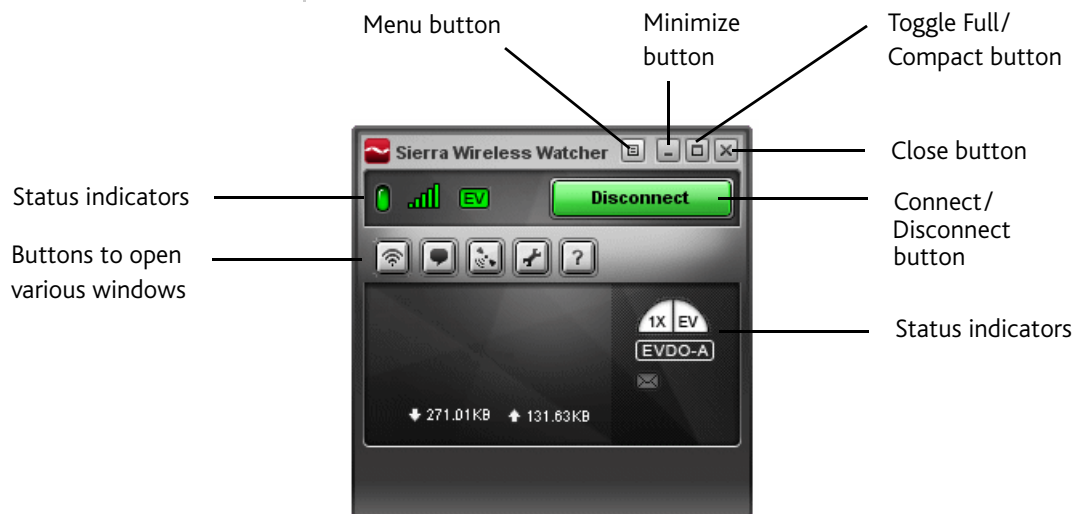 Menu button
Minimize
button
Toggle Full/
Compact button
Sierra Wireless Watcher
Close button
Status indicators
EV
Disconnect
Connect/
Disconnect
button
Buttons to open
various windows
?
1X EV
EVDO-A
Status indicators
271.01KB 131.63KB